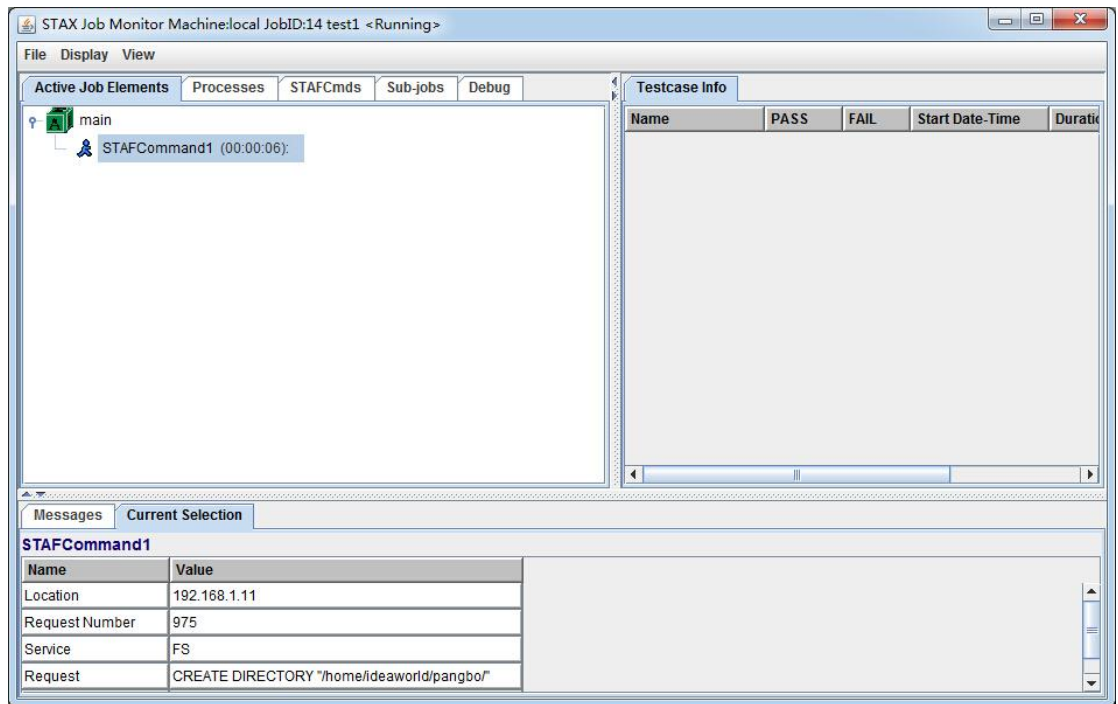 STAX Job Monitor Machine:local JobID:14 test1 <Running>
File Display View
Active Job Elements Processes STAFCmds Sub-jobs Debug
main
STAFCommand1 (00:00:06):
Testcase Info
Name PASS FAIL Start Date-Time Duratio
Messages Current Selection
STAFCommand1
Name Value
Location 192.168.1.11
Request Number 975
Service FS
Request CREATE DIRECTORY "/home/ideaworld/pangbo/"